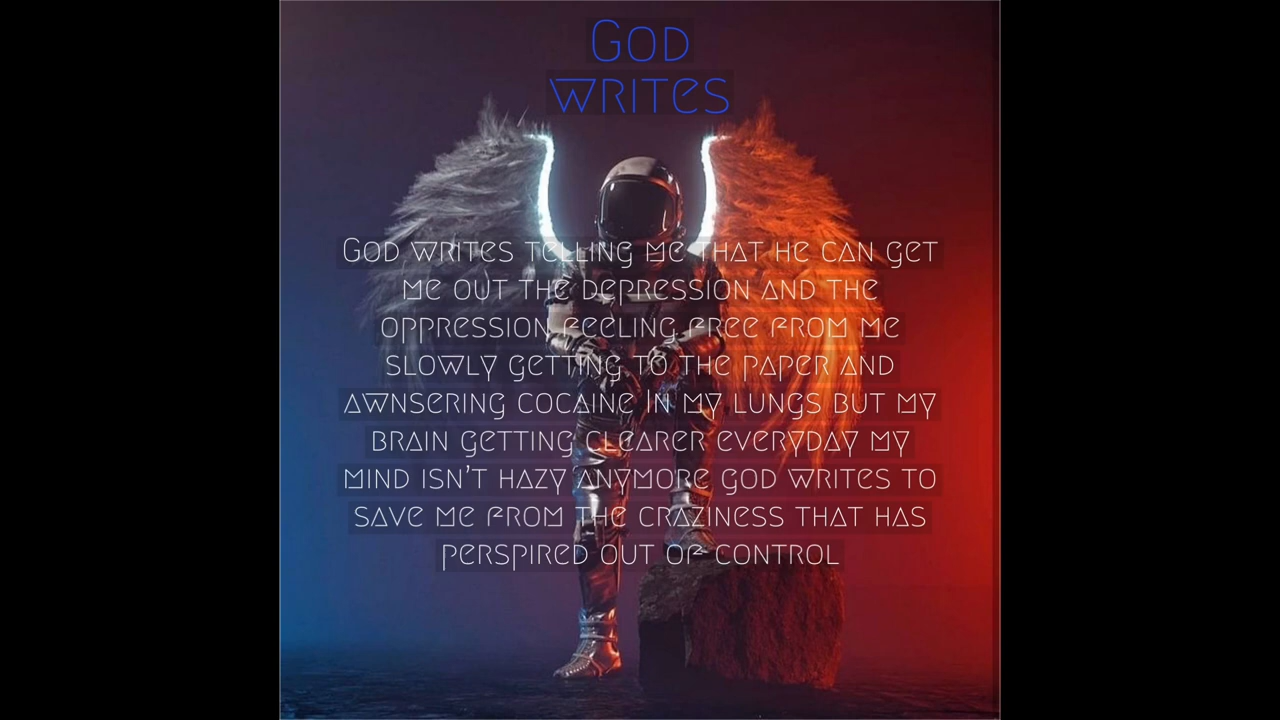 God
writes
God writes telling me that he can get
me out the depression and the
oppression feeling free from me
slowly getting to the paper and
awnsering cocaine In my lungs but my
brain getting clearer everyday my
mind isn't hazy anymore god writes to
save me from the craziness that has
perspired out of control